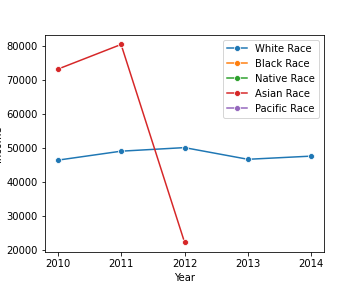 White Race
Black Race
Native Race
Asian Race
Pacific Race
80000
70000
60000
50000
40000
30000
20000
2010
2011
2012
2013
2014
Year